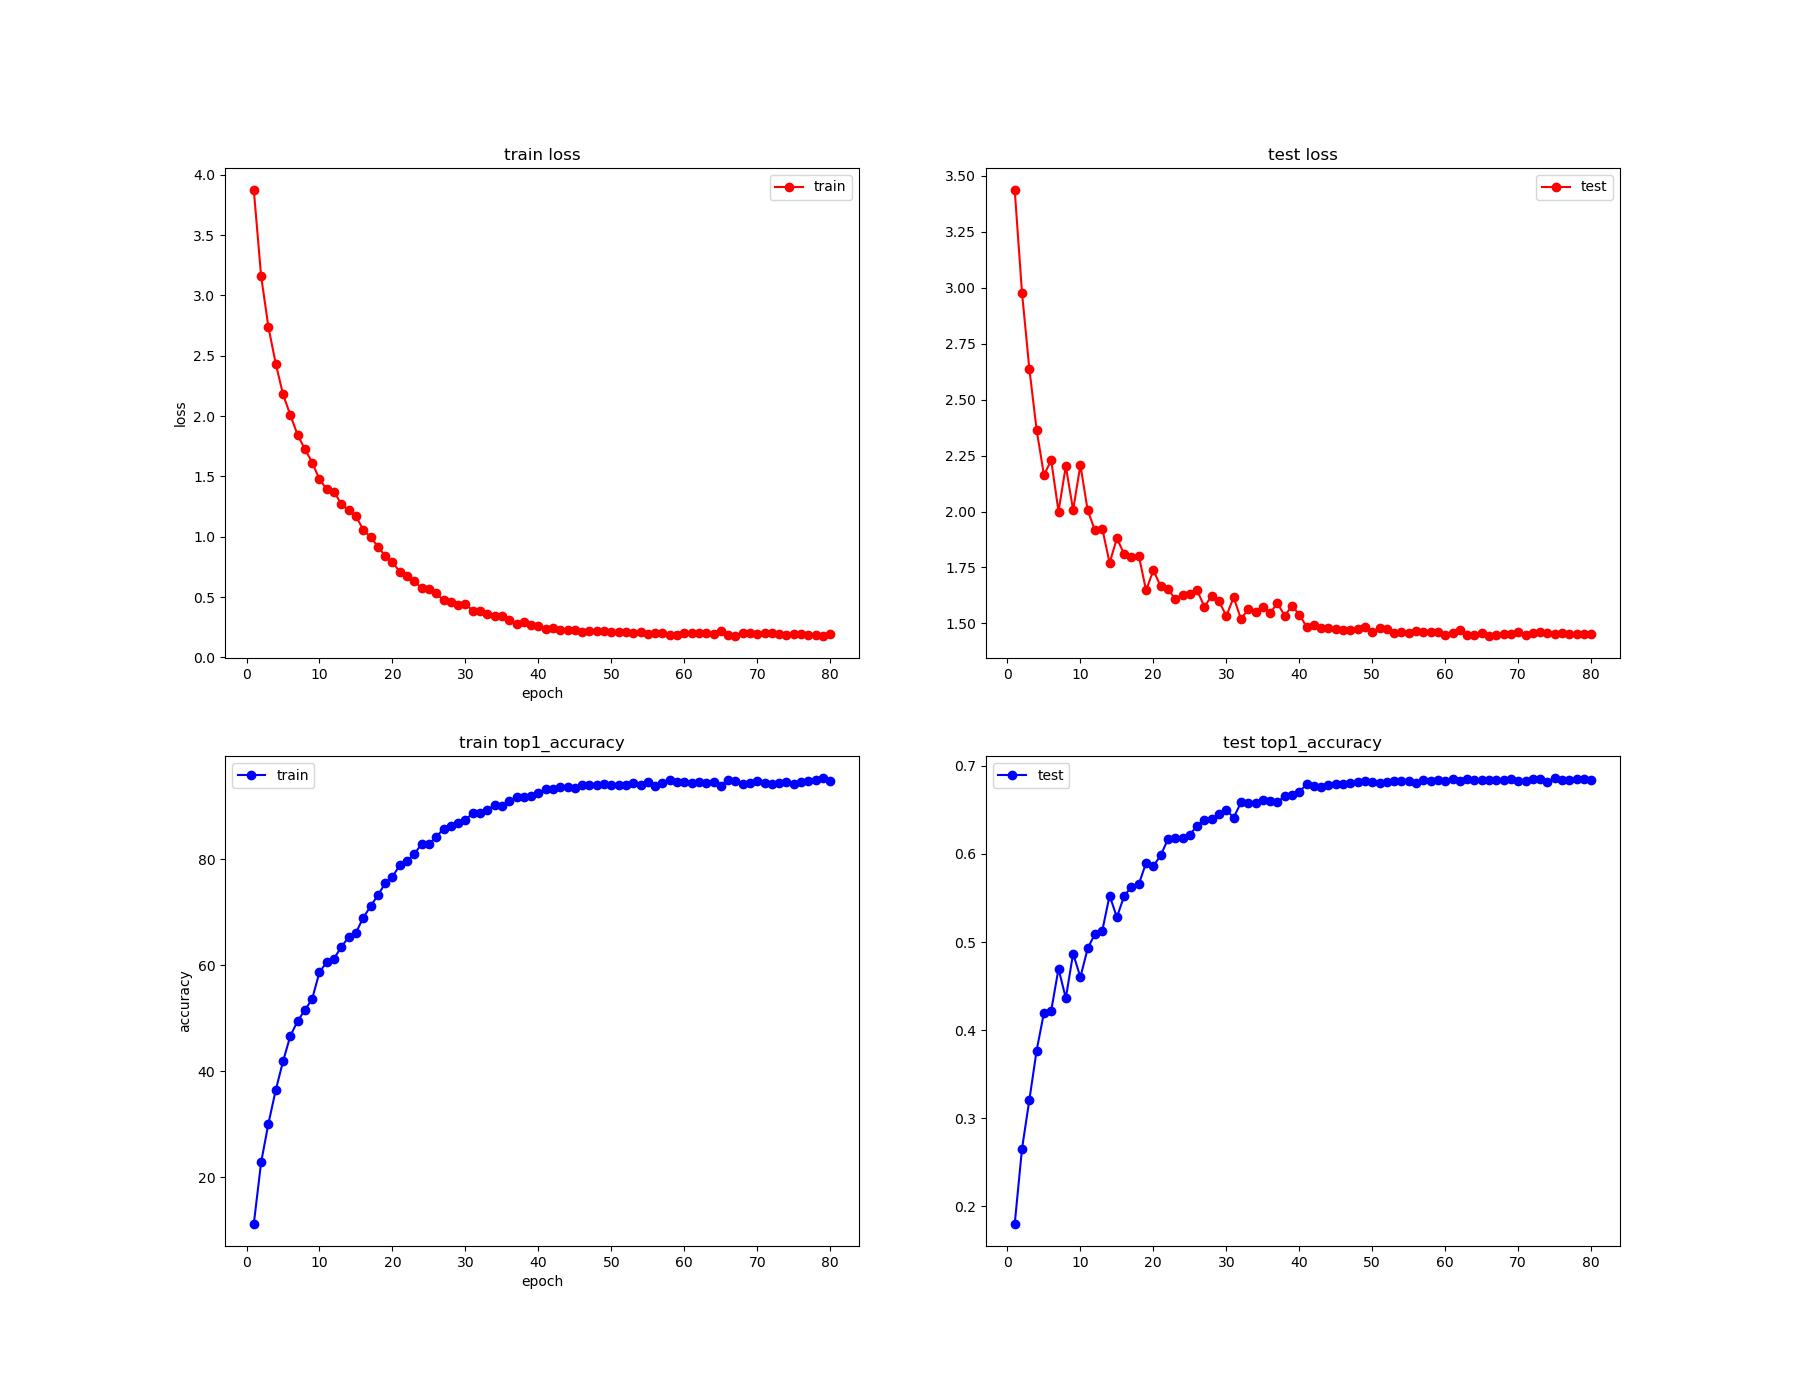 train loss
train
4.0
3.5
3.0
2.5
2.0
1.5
1.0
0.5
0.0
loss
0 10 20 30 40 50 60 70 80
epoch
test loss
test
3.50
3.25
3.00
2.75
2.50
2.25
2.00
1.75
1.50
0 10 20 30 40 50 60 70 80
train top1_accuracy
train
80
60
40
20
accuracy
0 10 20 30 40 50 60 70 80
epoch
test top1_accuracy
test
0.7
0.6
0.5
0.4
0.3
0.2
0 10 20 30 40 50 60 70 80